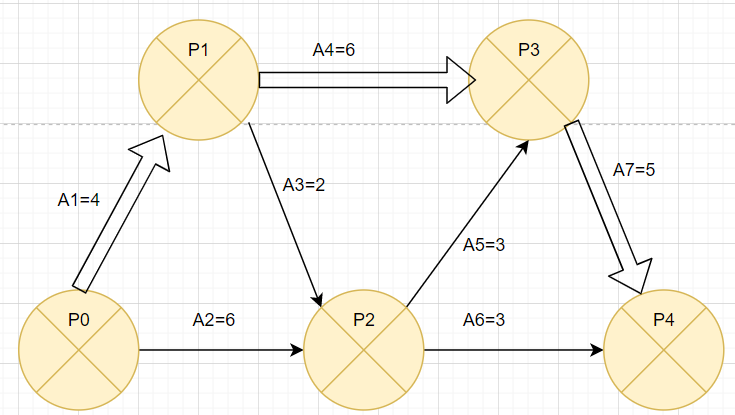 P1
A4=6
P3
A1=4
A3=2
A7=5
A5=3
P0
A2=6
P2
A6=3
P4